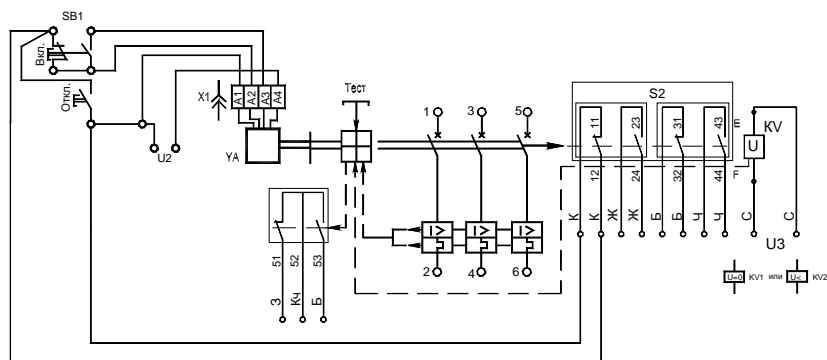 SB1
Вкл.
Откл.
X1
A1 A2 A3 A4
Тест
U2
YA
1 3 5
S2
11 23 31 43
E
KV
U
12 24 32 44
F
К К Ж Ж Б Б Ч Ч С С
U3
I> I> I>
2 4 6
51 52 53
З Кч Б
U=0 KV1 или U< KV2